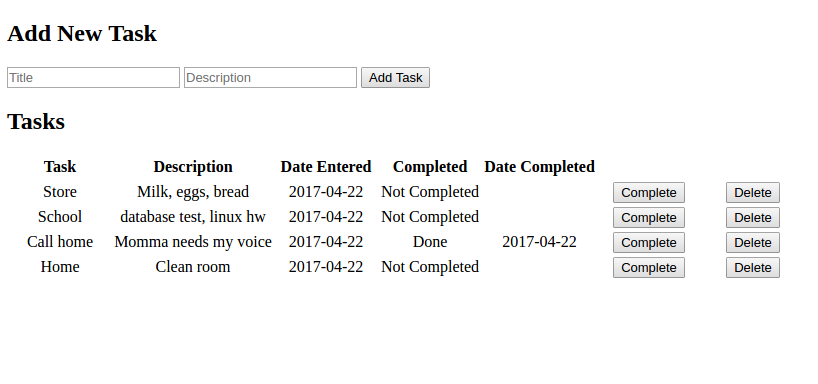 Add New Task
Title Description Add Task
Tasks
Task Description Date Entered Completed Date Completed
Store Milk, eggs, bread 2017-04-22 Not Completed Complete Delete
School database test, linux hw 2017-04-22 Not Completed Complete Delete
Call home Momma needs my voice 2017-04-22 Done 2017-04-22 Complete Delete
Home Clean room 2017-04-22 Not Completed Complete Delete